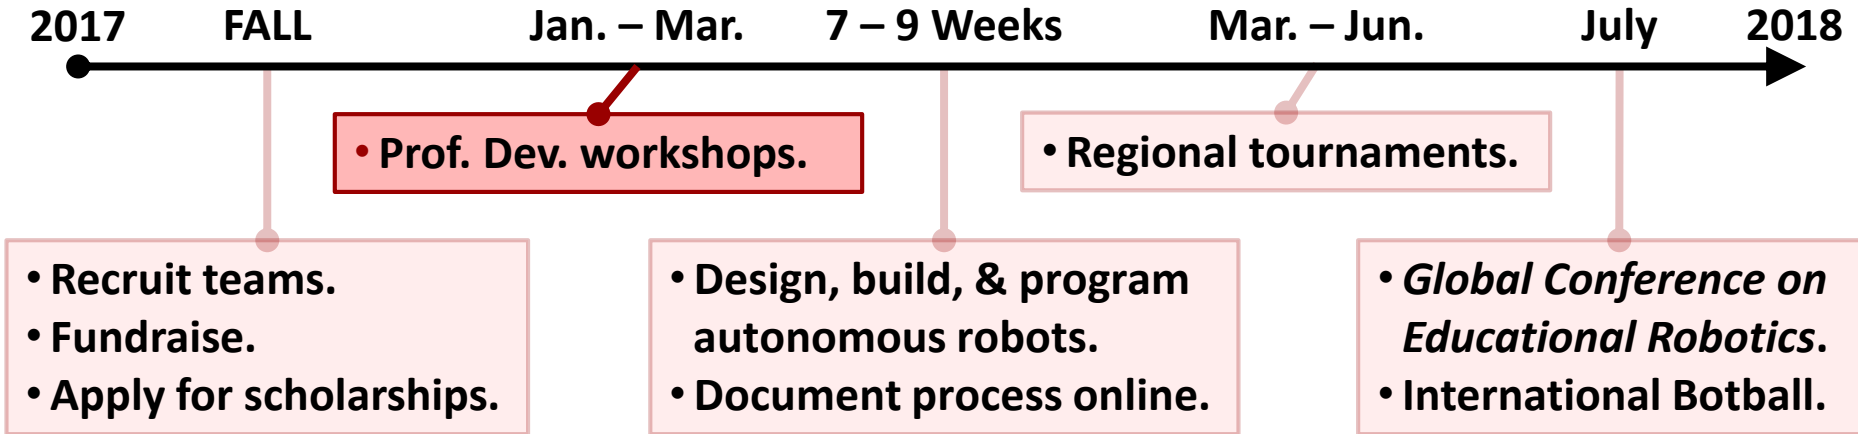 2017 FALL Jan. – Mar. 7 – 9 Weeks Mar. – Jun. July 2018
• Prof. Dev. workshops.
• Regional tournaments.
• Recruit teams.
• Fundraise.
• Apply for scholarships.
• Design, build, & program
autonomous robots.
• Document process online.
• Global Conference on
Educational Robotics.
• International Botball.